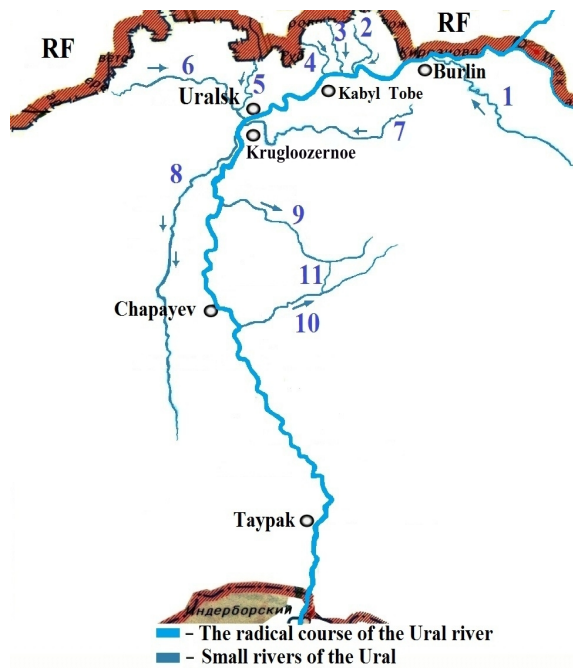 RF
RF
Кирсаново
6
5
4
3
2
Burlin
Uralsk
Kabyl Tobe
1
7
Krugloozernoe
8
9
11
Chapayev
10
Taypak
Индерборский
– The radical course of the Ural river
– Small rivers of the Ural